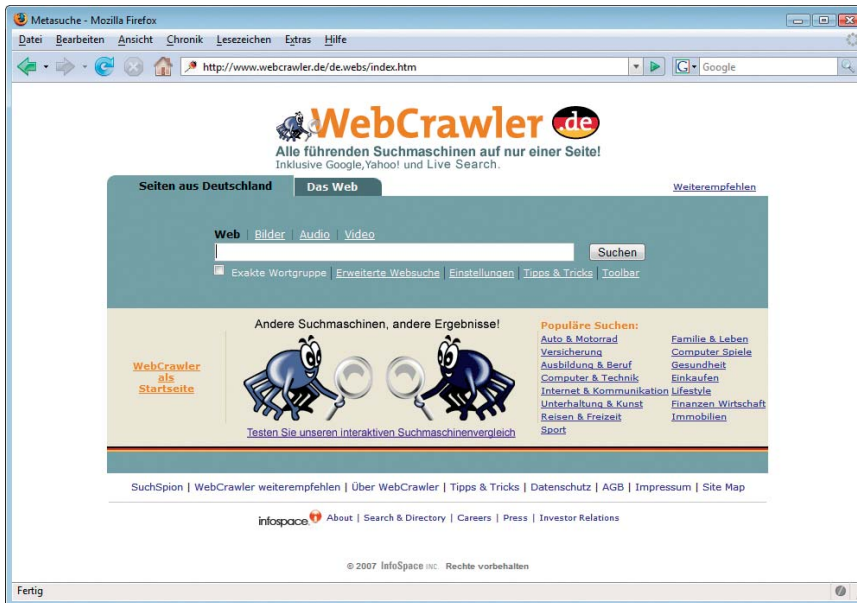 Metasuche - Mozilla Firefox
Datei Bearbeiten Ansicht Chronik Lesezeichen Extras Hilfe
http://www.webcrawler.de/de.webs/index.htm G Google
WebCrawler .de
Alle führenden Suchmaschinen auf nur einer Seite!
Inklusive Google,Yahoo! und Live Search.
Seiten aus Deutschland Das Web Weiterempfehlen
Web | Bilder | Audio | Video
Suchen
Exakte Wortgruppe | Erweiterte Websuche | Einstellungen | Tipps & Tricks | Toolbar
Andere Suchmaschinen, andere Ergebnisse!
WebCrawler
als
Startseite
Testen Sie unseren interaktiven Suchmaschinenvergleich
Populäre Suchen:
Auto & Motorrad Familie & Leben
Versicherung Computer Spiele
Ausbildung & Beruf Gesundheit
Computer & Technik Einkaufen
Internet & Kommunikation Lifestyle
Unterhaltung & Kunst Finanzen Wirtschaft
Reisen & Freizeit Immobilien
Sport
SuchSpion | WebCrawler weiterempfehlen | Über WebCrawler | Tipps & Tricks | Datenschutz | AGB | Impressum | Site Map
infospace About | Search & Directory | Careers | Press | Investor Relations
© 2007 InfoSpace INC. Rechte vorbehalten
Fertig